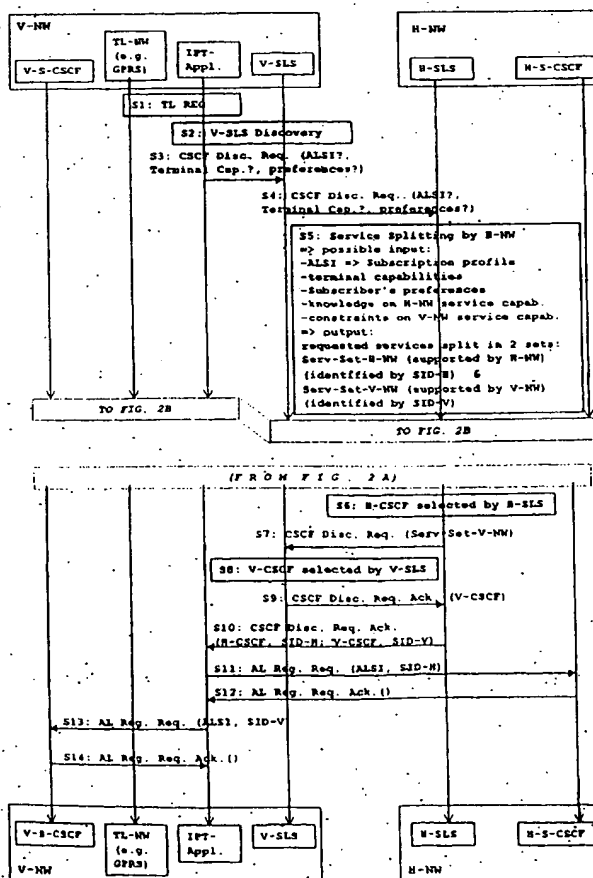 V-NW
H-NW
V-S-CSCF
TL-NW
(e.g.
GPRS)
IPT-
Appl.
V-SLS
H-SLS
H-S-CSCF
S1: TL REG
S2: V-SLS Discovery
S3: CSCF Disc. Req. (ALSI?,
Terminal Cap.?, preferences?)
S4: CSCF Disc. Req. (ALSI?,
Terminal Cap.?, preferences?)
S5: Service Splitting by H-NW
=> possible input:
-ALSI => Subscription profile
-terminal capabilities
-Subscriber's preferences
-knowledge on H-NW service capab.
-constraints on V-NW service capab.
=> output:
requested services split in 2 sets:
Serv-Set-H-NW (supported by H-NW)
(identified by SID-H) &
Serv-Set-V-NW (supported by V-NW)
(identified by SID-V)
TO FIG. 2B
TO FIG. 2B
(FROM FIG. 2A)
S6: H-CSCF selected by H-SLS
S7: CSCF Disc. Req. (Serv-Set-V-NW)
S8: V-CSCF selected by V-SLS
S9: CSCF Disc. Req Ack. (V-CSCF)
S10: CSCF Disc. Req. Ack.
(H-CSCF, SID-H; V-CSCF, SID-V)
S11: AL Reg. Req. (ALSI, SID-H)
S12: AL Reg. Req. Ack.()
S13: AL Reg. Req. (ALSI, SID-V
S14: AL Reg. Req. Ack.()
V-S-CSCF
TL-NW
(e.g.
GPRS)
IPT-
Appl.
V-SLS
H-SLS
H-S-CSCF
V-NW
H-NW